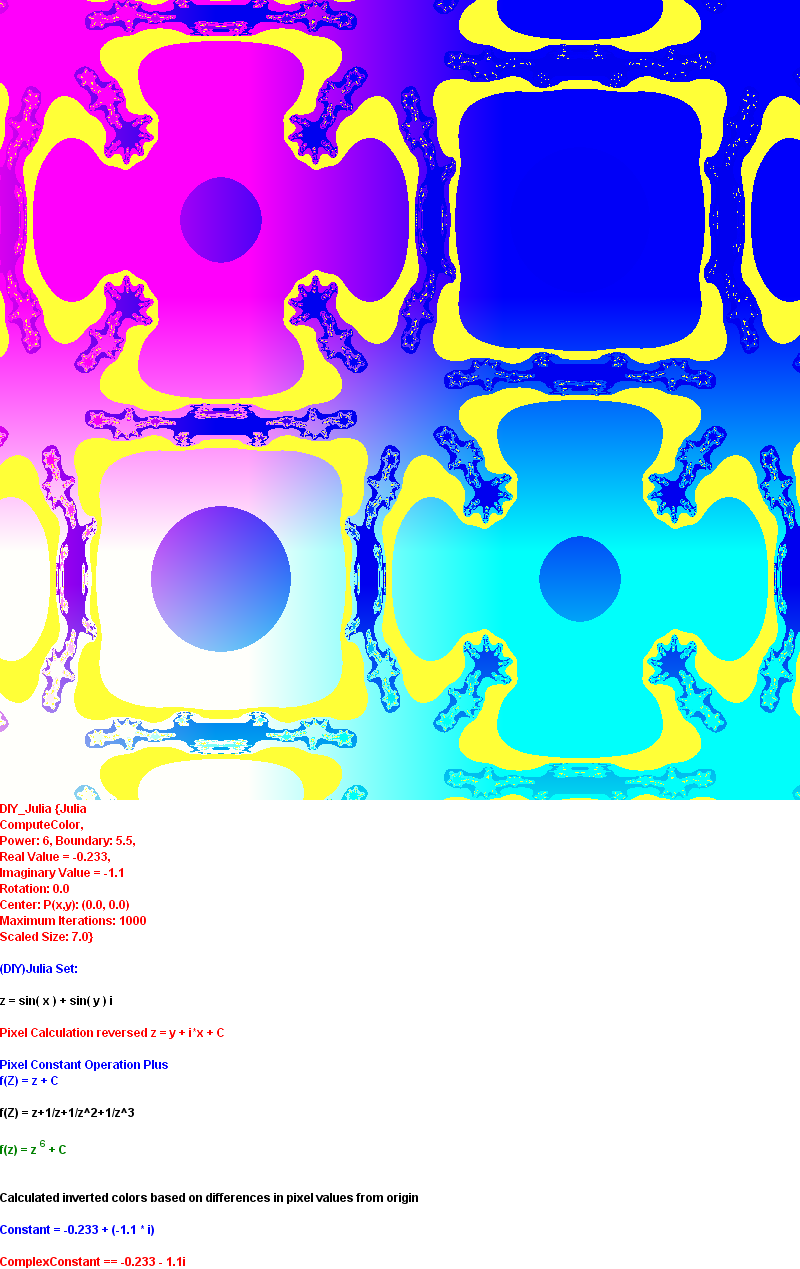 DIY_Julia {Julia
ComputeColor,
Power: 6, Boundary: 5.5,
Real Value = -0.233,
Imaginary Value = -1.1
Rotation: 0.0
Center: P(x,y): (0.0, 0.0)
Maximum Iterations: 1000
Scaled Size: 7.0}
(DIY)Julia Set:
z = sin( x ) + sin( y ) i
Pixel Calculation reversed z = y + i*x + C
Pixel Constant Operation Plus
f(Z) = z + C
f(Z) = z+1/z+1/z^2+1/z^3
f(z) = z 6 + C
Calculated inverted colors based on differences in pixel values from origin
Constant = -0.233 + (-1.1 * i)
ComplexConstant == -0.233 - 1.1i